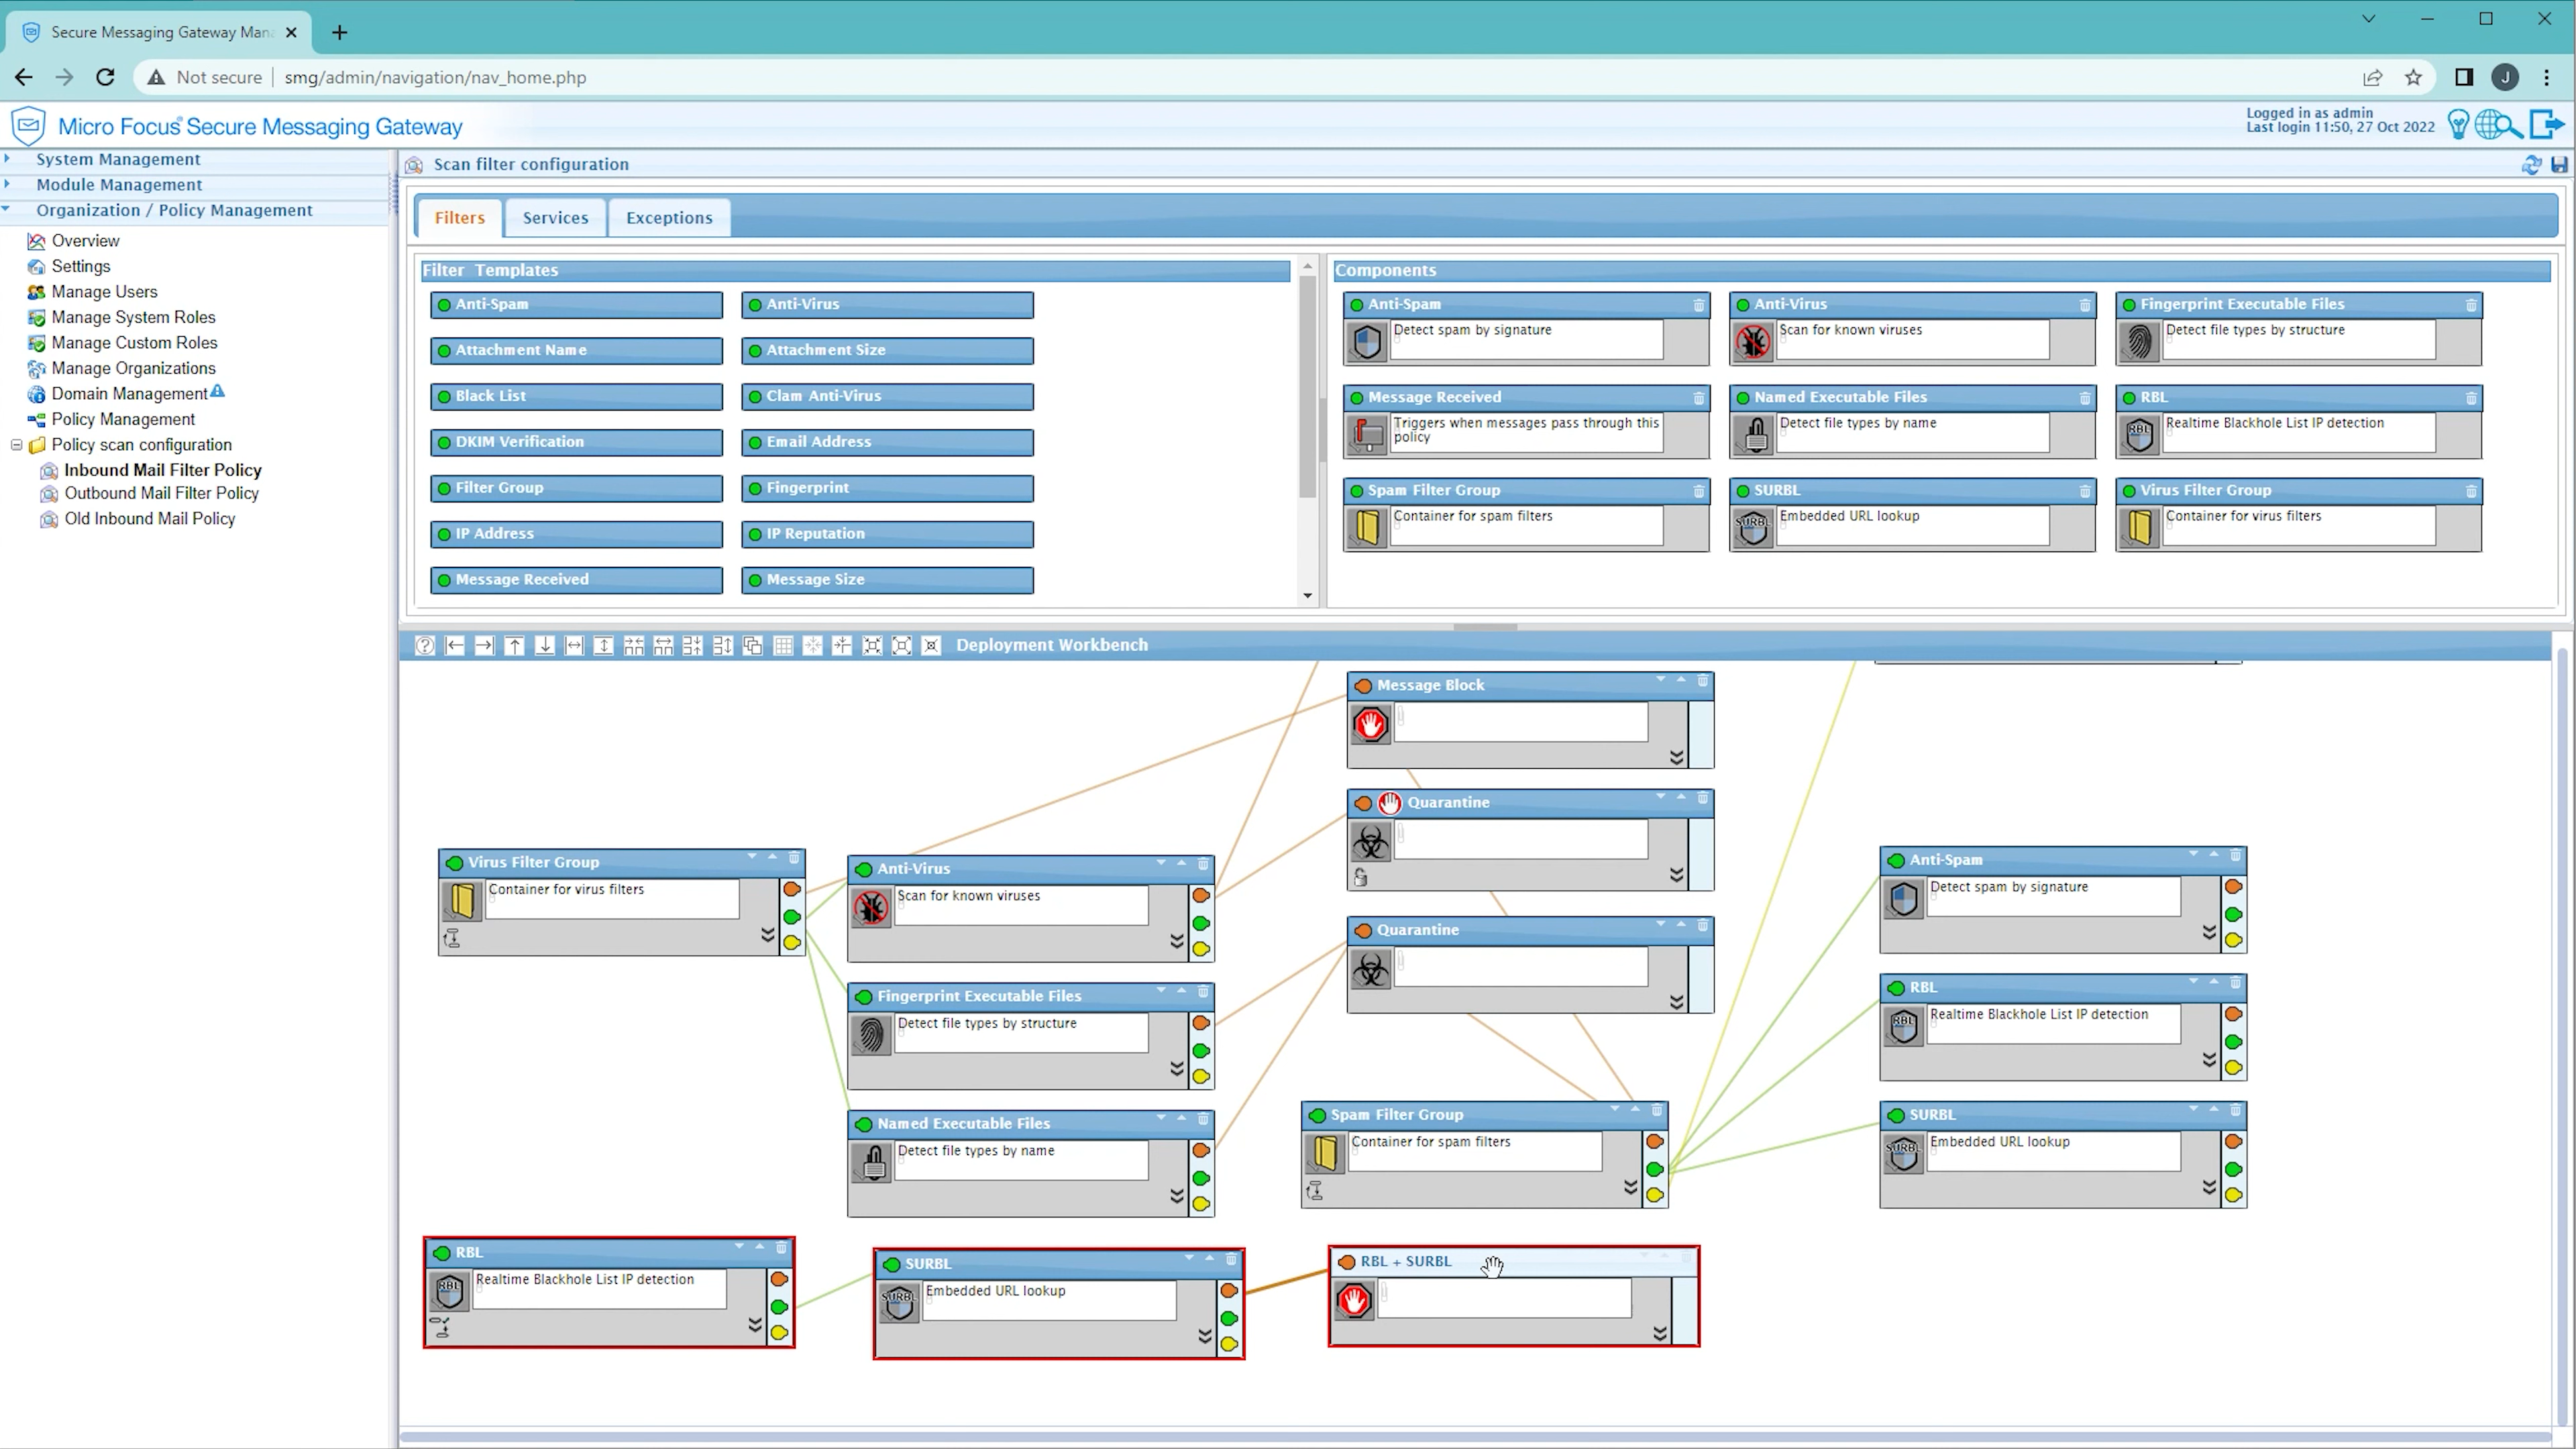 Secure Messaging Gateway Mana
Not secure
smg/admin/navigation/nav_home.php
J
Micro Focus® Secure Messaging Gateway
Logged in as admin
Last login 11:50, 27 Oct 2022
System Management
Module Management
Organization / Policy Management
Overview
Settings
Manage Users
Manage System Roles
Manage Custom Roles
Manage Organizations
Domain Management
Policy Management
Policy scan configuration
Inbound Mail Filter Policy
Outbound Mail Filter Policy
Old Inbound Mail Policy
Scan filter configuration
Filters
Services
Exceptions
Filter Templates
Anti-Spam
Anti-Virus
Attachment Name
Attachment Size
Black List
Clam Anti-Virus
DKIM Verification
Email Address
Filter Group
Fingerprint
IP Address
IP Reputation
Message Received
Message Size
Components
Anti-Spam
Detect spam by signature
Anti-Virus
Scan for known viruses
Fingerprint Executable Files
Detect file types by structure
Message Received
Triggers when messages pass through this
policy
Named Executable Files
Detect file types by name
RBL
RBL
Realtime Blackhole List IP detection
Spam Filter Group
Container for spam filters
SURBL
SURBL
Embedded URL lookup
Virus Filter Group
Container for virus filters
Deployment Workbench
Message Block
Quarantine
Quarantine
Virus Filter Group
Container for virus filters
Anti-Virus
Scan for known viruses
Fingerprint Executable Files
Detect file types by structure
Named Executable Files
Detect file types by name
Spam Filter Group
Container for spam filters
Anti-Spam
Detect spam by signature
RBL
RBL
Realtime Blackhole List IP detection
SURBL
SURBL
Embedded URL lookup
RBL
RBL
Realtime Blackhole List IP detection
SURBL
SURBL
Embedded URL lookup
RBL + SURBL